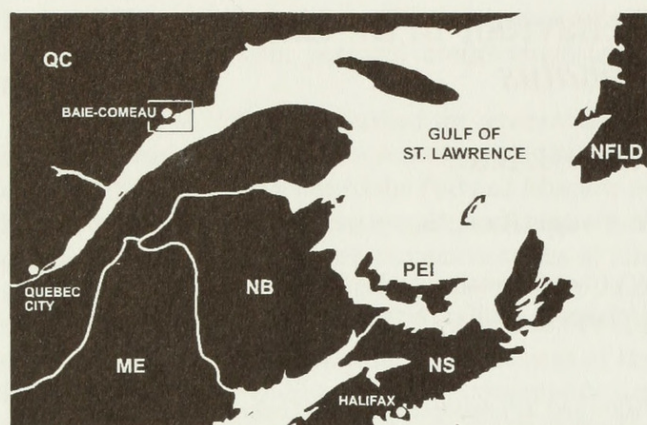 QC
BAIE-COMEAU
GULF OF
ST. LAWRENCE
NFLD
PEI
QUEBEC
CITY
NB
ME
NS
HALIFAX